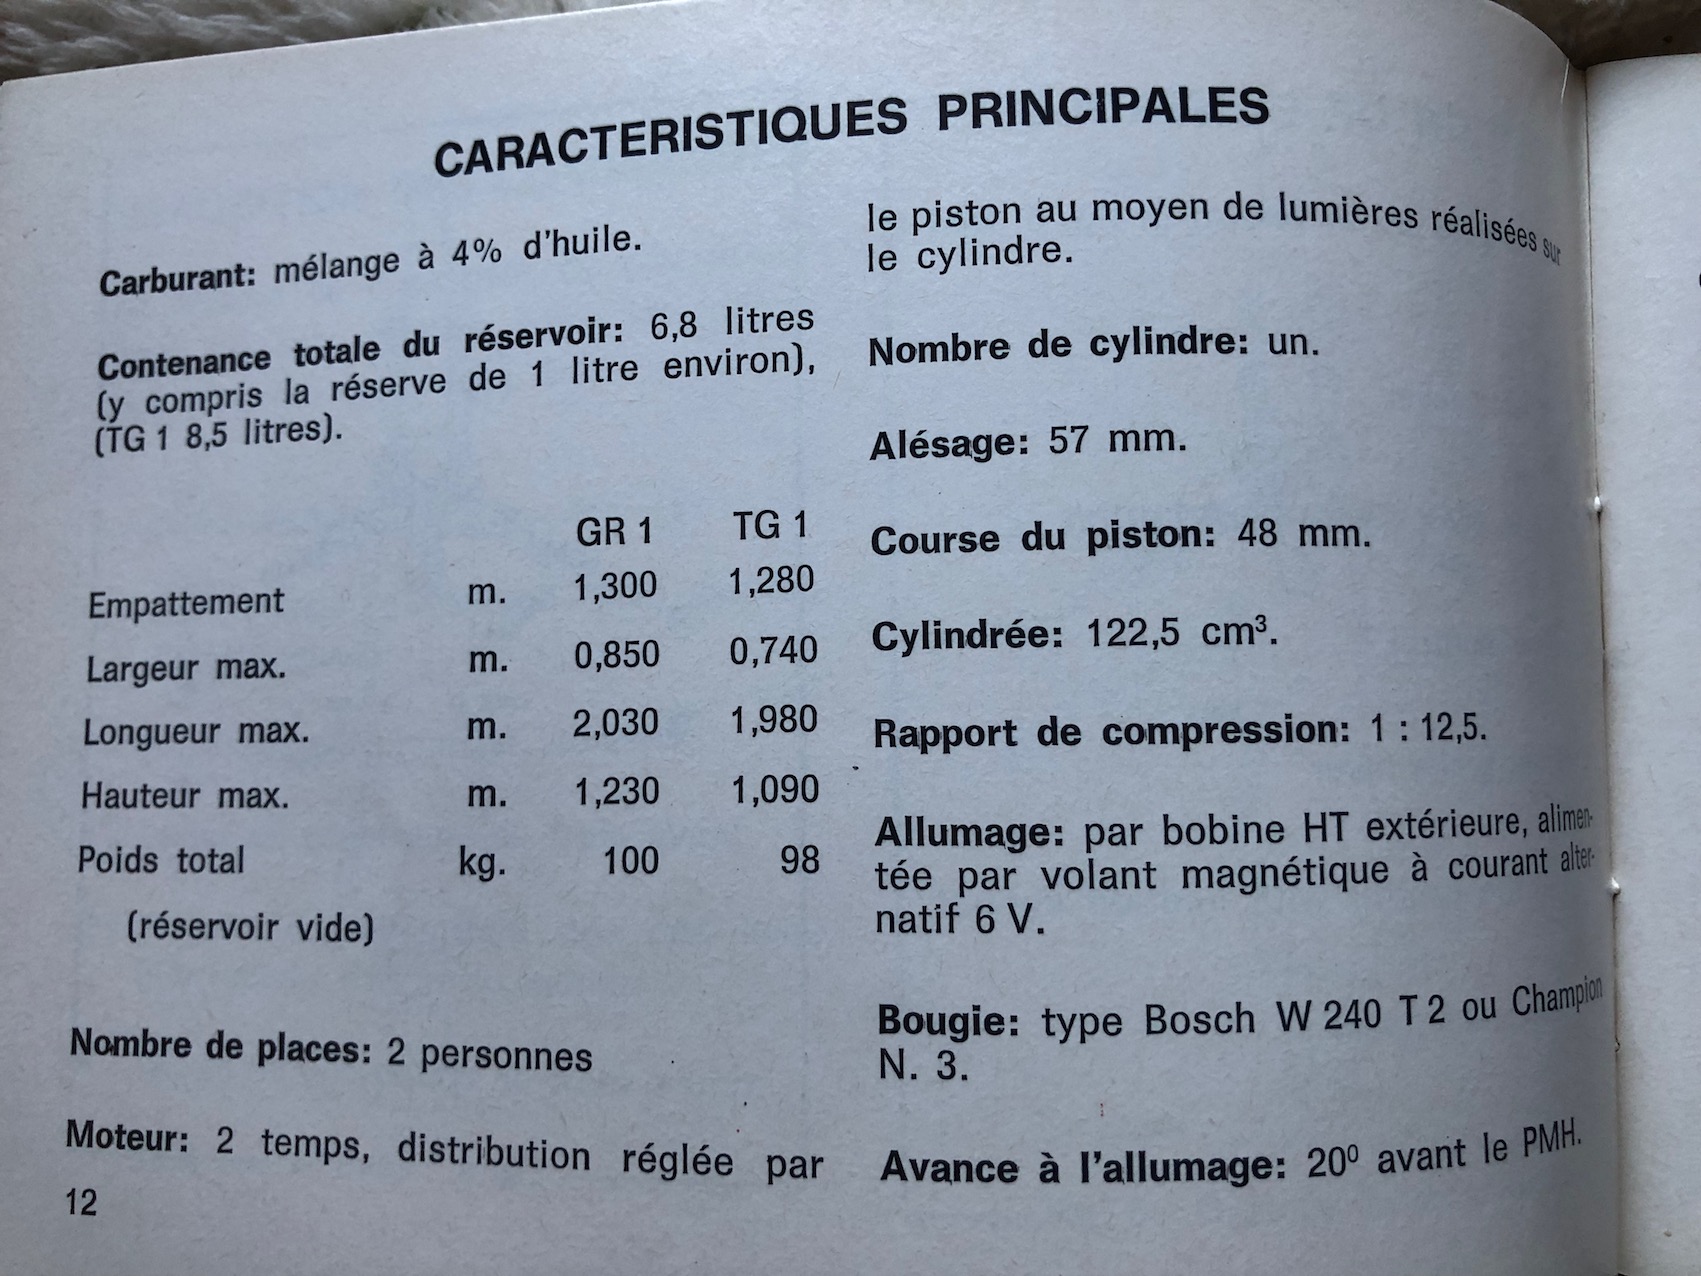 CARACTERISTIQUES PRINCIPALES
Carburant: mélange à 4% d'huile.
Contenance totale du réservoir: 6,8 litres
(y compris la réserve de 1 litre environ),
(TG 1 8,5 litres).
GR 1 TG 1
Empattement m. 1,300 1,280
Largeur max. m. 0,850 0,740
Longueur max. m. 2,030 1,980
Hauteur max. m. 1,230 1,090
Poids total kg. 100 98
(réservoir vide)
Nombre de places: 2 personnes
Moteur: 2 temps, distribution réglée par
12
le piston au moyen de lumières réalisées sur
le cylindre.
Nombre de cylindre: un.
Alésage: 57 mm.
Course du piston: 48 mm.
Cylindrée: 122,5 cm³.
Rapport de compression: 1 : 12,5.
Allumage: par bobine HT extérieure, alimen-
tée par volant magnétique à courant alter-
natif 6 V.
Bougie: type Bosch W 240 T 2 ou Champion
N. 3.
Avance à l'allumage: 20º avant le PMH.